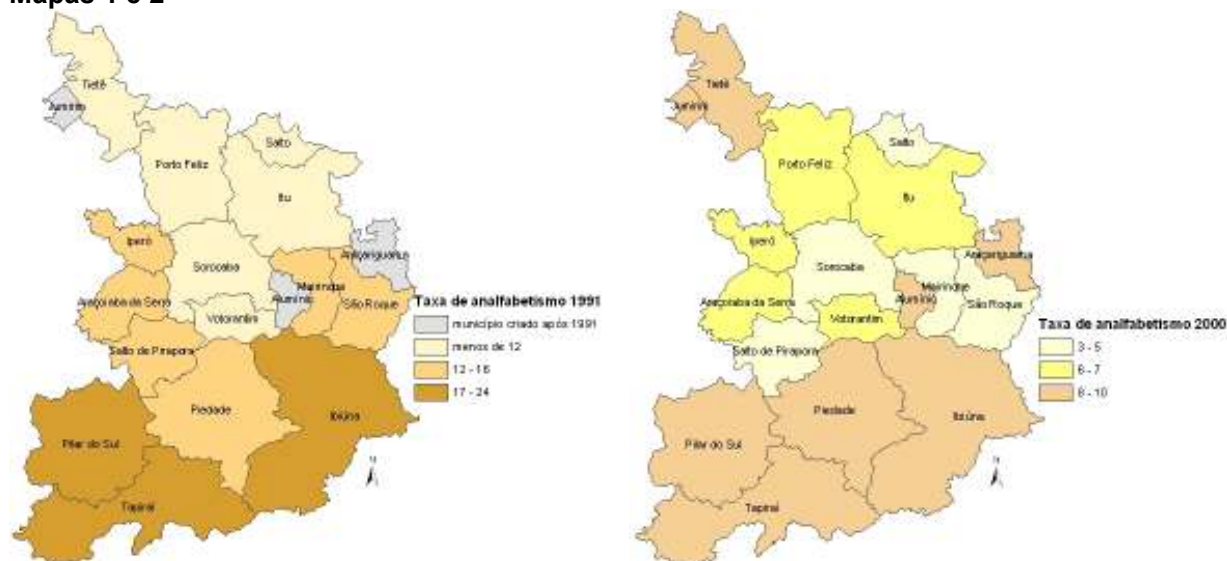 Mapas 1 e 2
Tietê
Jumirim
Porto Feliz
Salto
Itu
Iperó
Sorocaba
Araçariguama
Araçoiaba da Serra
Alumínio
Mairinque
São Roque
Votorantim
Salto de Pirapora
Piedade
Ibiúna
Pilar do Sul
Tapiraí
Taxa de analfabetismo 1991
município criado após 1991
menos de 12
12 - 16
17 - 24
N
Tietê
Jumirim
Porto Feliz
Salto
Itu
Iperó
Sorocaba
Araçariguama
Araçoiaba da Serra
Alumínio
Mairinque
São Roque
Votorantim
Salto de Pirapora
Piedade
Ibiúna
Pilar do Sul
Tapiraí
Taxa de analfabetismo 2000
3 - 5
6 - 7
8 - 10
N